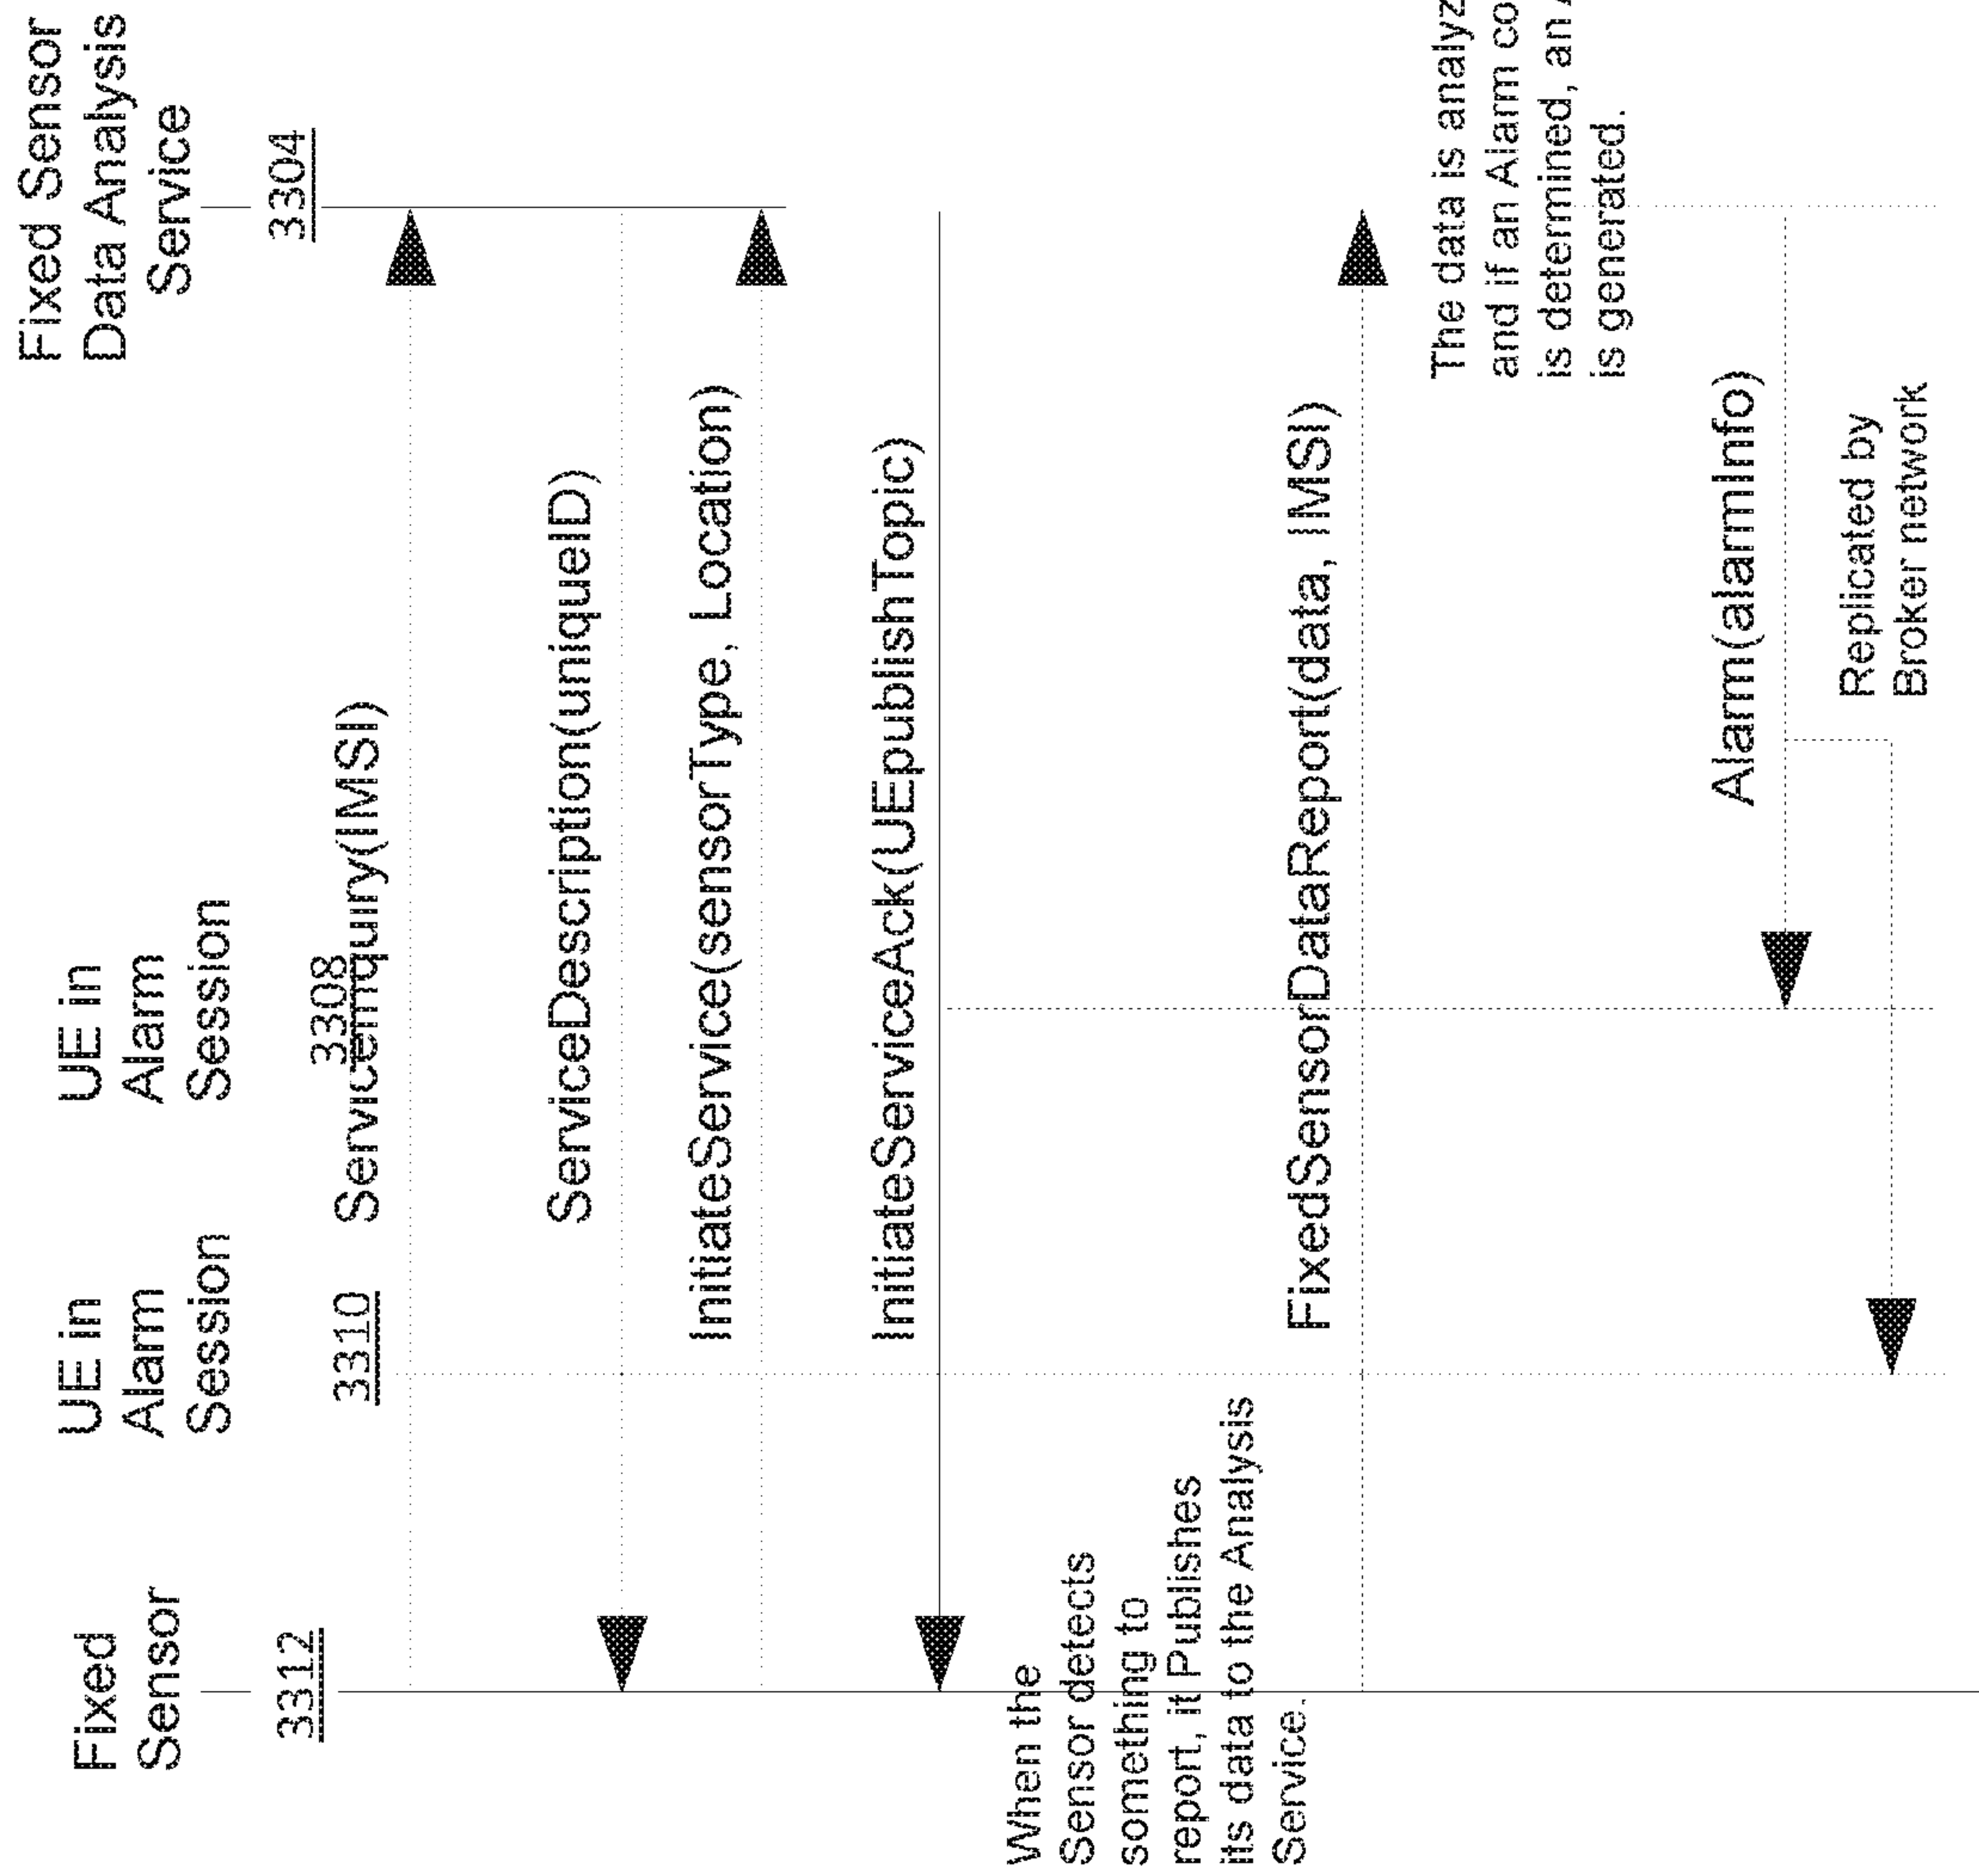 Fixed
Sensor
3312
UE in
Alarm
Session
3310
UE in
Alarm
Session
3308
Fixed Sensor
Data Analysis
Service
3304
(IMSI)
ServiceDescription(uniqueID)
InitiateService(sensorType, Location)
InitiateServiceAck(UEpublishTopic)
When the
Sensor detects
something to
report, it Publishes
its data to the Analysis
Service.
FixedSensorDataReport(data, IMSI)
The data is analyz
and if an Alarm co
is determined, an
is generated.
Alarm(alarmInfo)
Replicated by
Broker network